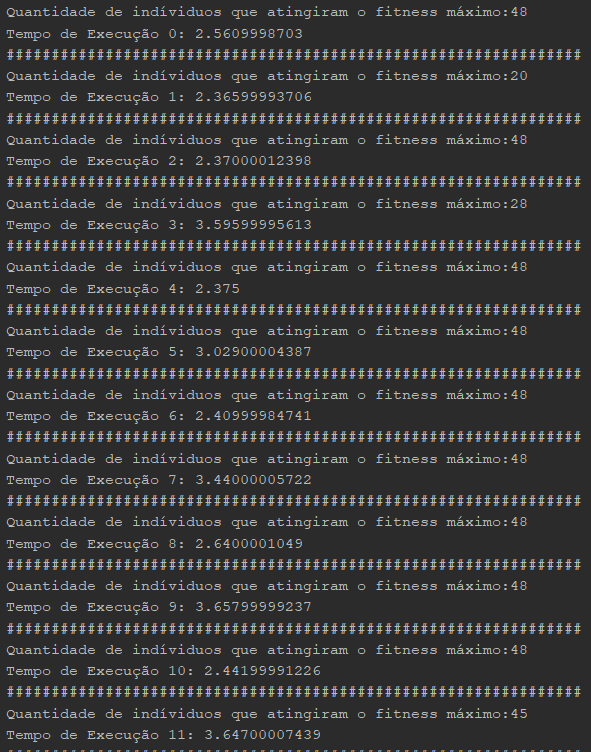 Quantidade de indíviduos que atingiram o fitness máximo:48
Tempo de Execução 0: 2.5609998703
################################################################
Quantidade de indíviduos que atingiram o fitness máximo:20
Tempo de Execução 1: 2.36599993706
################################################################
Quantidade de indíviduos que atingiram o fitness máximo:48
Tempo de Execução 2: 2.37000012398
################################################################
Quantidade de indíviduos que atingiram o fitness máximo:28
Tempo de Execução 3: 3.59599995613
################################################################
Quantidade de indíviduos que atingiram o fitness máximo:48
Tempo de Execução 4: 2.375
################################################################
Quantidade de indíviduos que atingiram o fitness máximo:48
Tempo de Execução 5: 3.02900004387
################################################################
Quantidade de indíviduos que atingiram o fitness máximo:48
Tempo de Execução 6: 2.40999984741
################################################################
Quantidade de indíviduos que atingiram o fitness máximo:48
Tempo de Execução 7: 3.44000005722
################################################################
Quantidade de indíviduos que atingiram o fitness máximo:48
Tempo de Execução 8: 2.6400001049
################################################################
Quantidade de indíviduos que atingiram o fitness máximo:48
Tempo de Execução 9: 3.65799999237
################################################################
Quantidade de indíviduos que atingiram o fitness máximo:48
Tempo de Execução 10: 2.44199991226
################################################################
Quantidade de indíviduos que atingiram o fitness máximo:45
Tempo de Execução 11: 3.64700007439